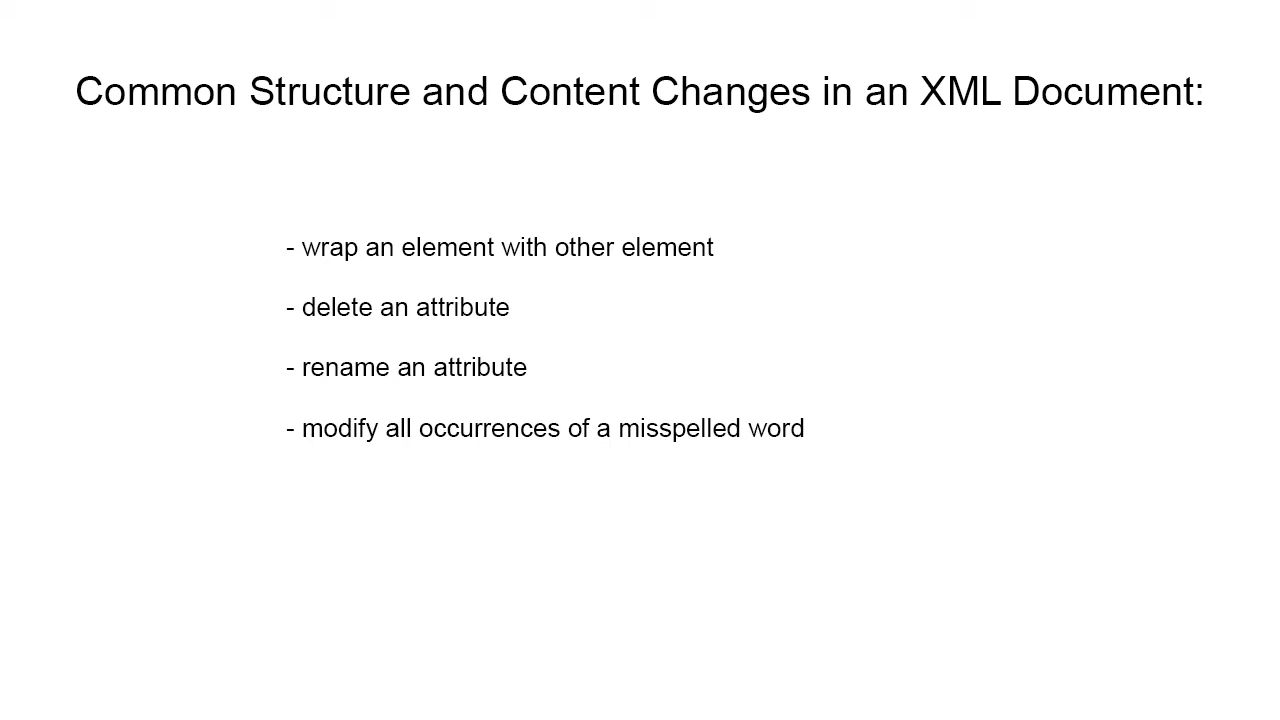 Common Structure and Content Changes in an XML Document:
- wrap an element with other element
- delete an attribute
- rename an attribute
- modify all occurrences of a misspelled word